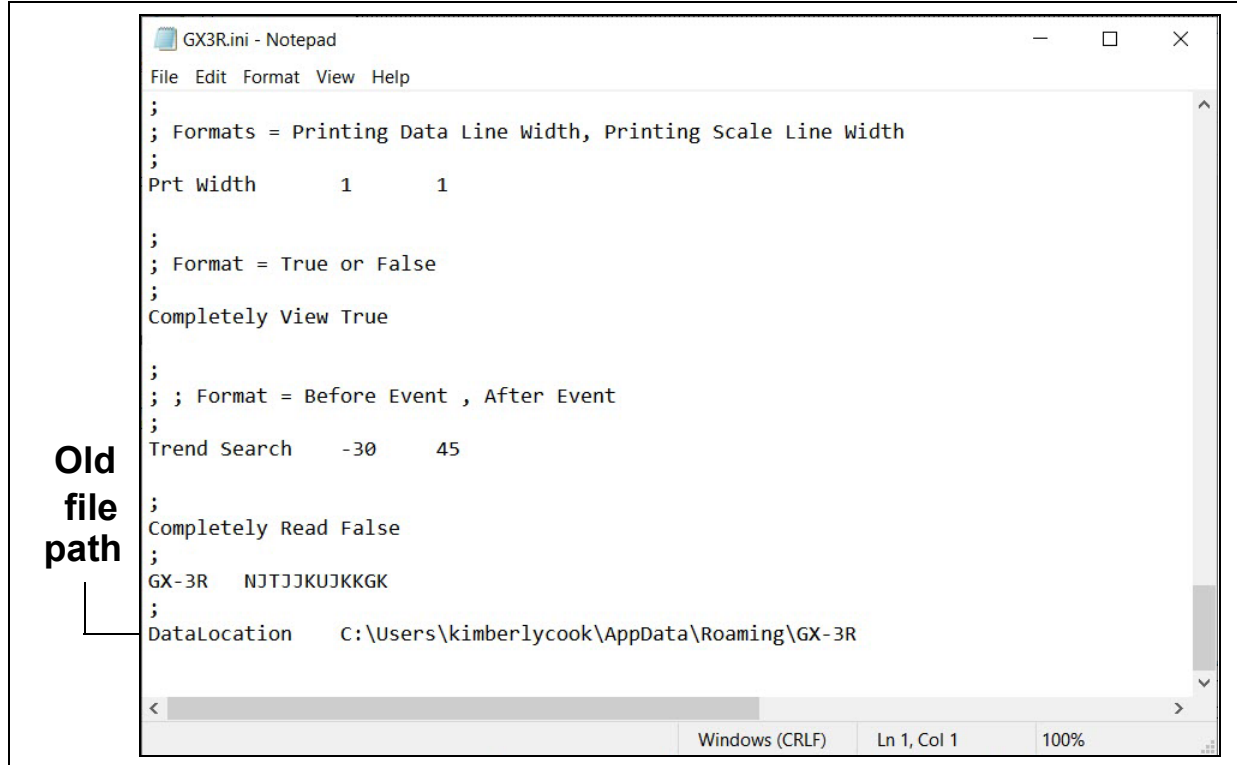 GX3R.ini - Notepad
File Edit Format View Help
;
; Formats = Printing Data Line Width, Printing Scale Line Width
;
Prt Width 1 1
;
; Format = True or False
;
Completely View True
;
; ; Format = Before Event , After Event
;
Trend Search -30 45
;
Completely Read False
;
GX-3R NJTJJKUJKKGK
;
DataLocation C:\Users\kimberlycook\AppData\Roaming\GX-3R
Windows (CRLF) Ln 1, Col 1 100%
Old
file
path